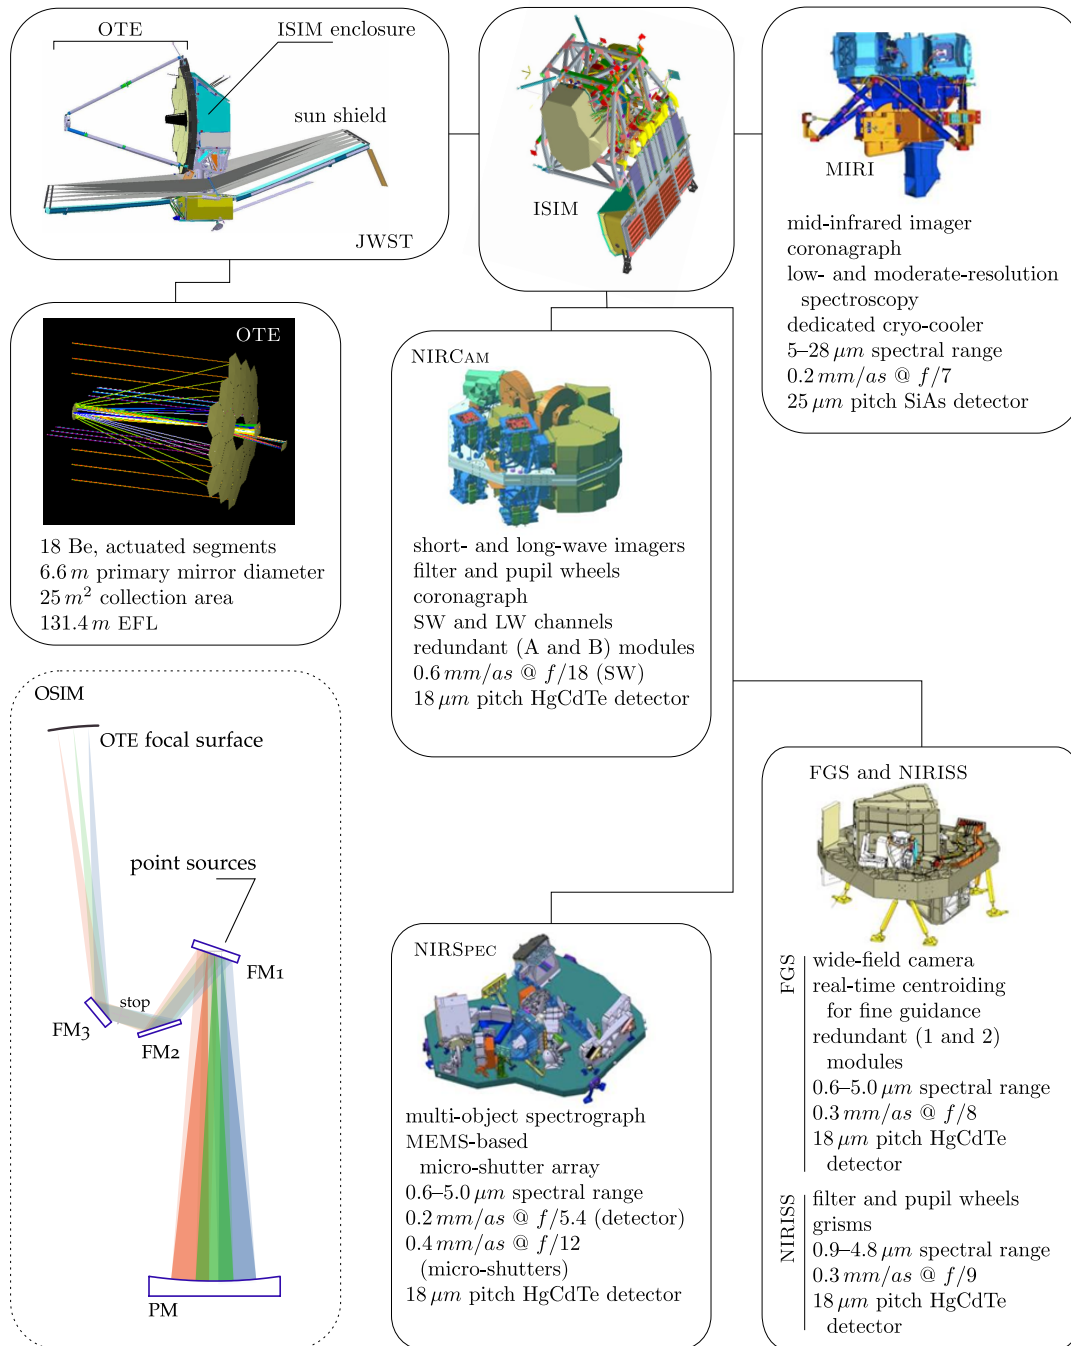 OTE
ISIM enclosure
sun shield
JWST
ISIM
MIRI
mid-infrared imager
coronagraph
low- and moderate-resolution
spectroscopy
dedicated cryo-cooler
5–28 μm spectral range
0.2 mm/as @ f/7
25 μm pitch SiAs detector
OTE
18 Be, actuated segments
6.6 m primary mirror diameter
25 m² collection area
131.4 m EFL
NIRCAM
short- and long-wave imagers
filter and pupil wheels
coronagraph
SW and LW channels
redundant (A and B) modules
0.6 mm/as @ f/18 (SW)
18 μm pitch HgCdTe detector
OSIM
OTE focal surface
point sources
FM1
stop
FM3
FM2
PM
NIRSPEC
multi-object spectrograph
MEMS-based
micro-shutter array
0.6–5.0 μm spectral range
0.2 mm/as @ f/5.4 (detector)
0.4 mm/as @ f/12
(micro-shutters)
18 μm pitch HgCdTe detector
FGS and NIRISS
FGS
wide-field camera
real-time centroiding
for fine guidance
redundant (1 and 2)
modules
0.6–5.0 μm spectral range
0.3 mm/as @ f/8
18 μm pitch HgCdTe
detector
NIRISS
filter and pupil wheels
grisms
0.9–4.8 μm spectral range
0.3 mm/as @ f/9
18 μm pitch HgCdTe
detector